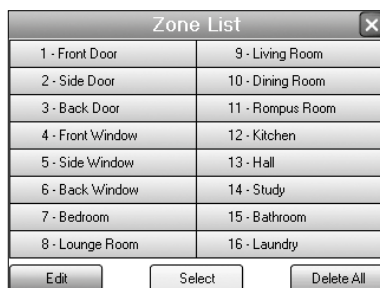 Zone List
1 - Front Door
9 - Living Room
2 - Side Door
10 - Dining Room
3 - Back Door
11 - Rompus Room
4 - Front Window
12 - Kitchen
5 - Side Window
13 - Hall
6 - Back Window
14 - Study
7 - Bedroom
15 - Bathroom
8 - Lounge Room
16 - Laundry
Edit
Select
Delete All